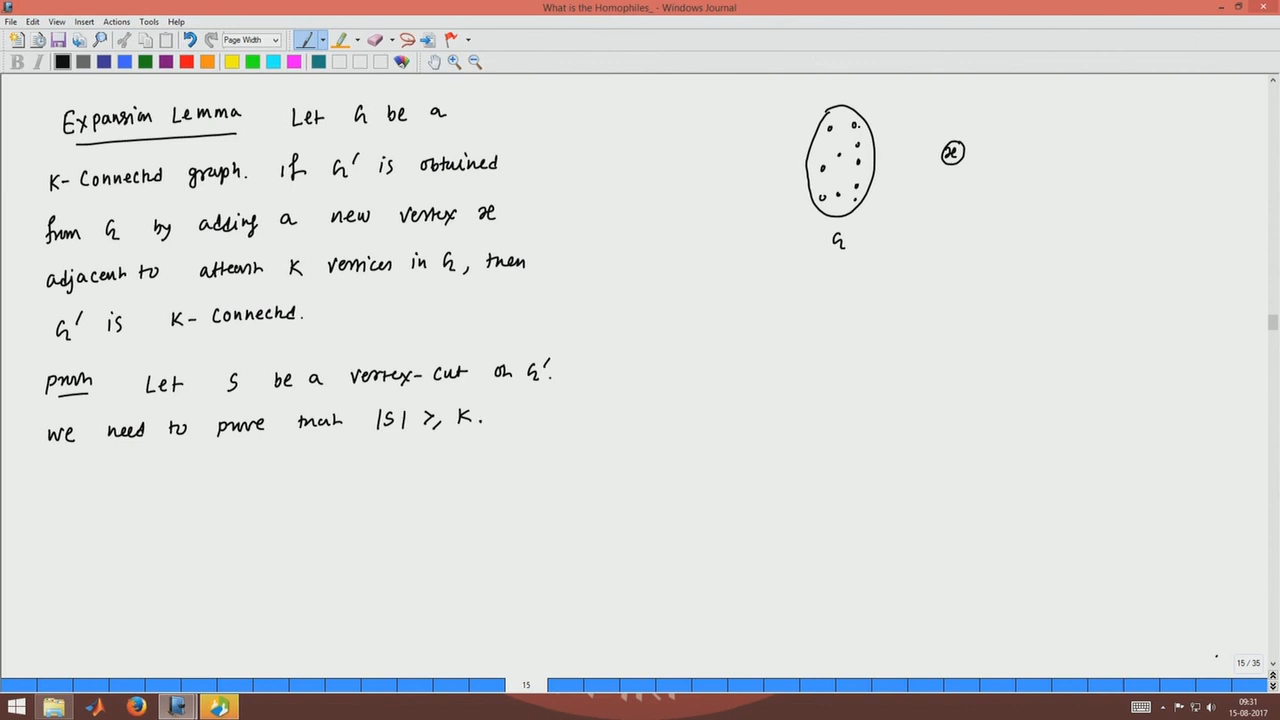 What is the Homophiles_ - Windows Journal
File Edit View Insert Actions Tools Help
Page Width
B I
Expansion Lemma Let G be a
K-Connected graph. If G' is obtained
from G by adding a new vertex x
adjacent to atleast K vertices in G, then
G' is K-Connected.
proof Let S be a vertex-cut of G'.
We need to prove that |S| ≥ K.
x
G
15 / 35
15
09:31
15-08-2017